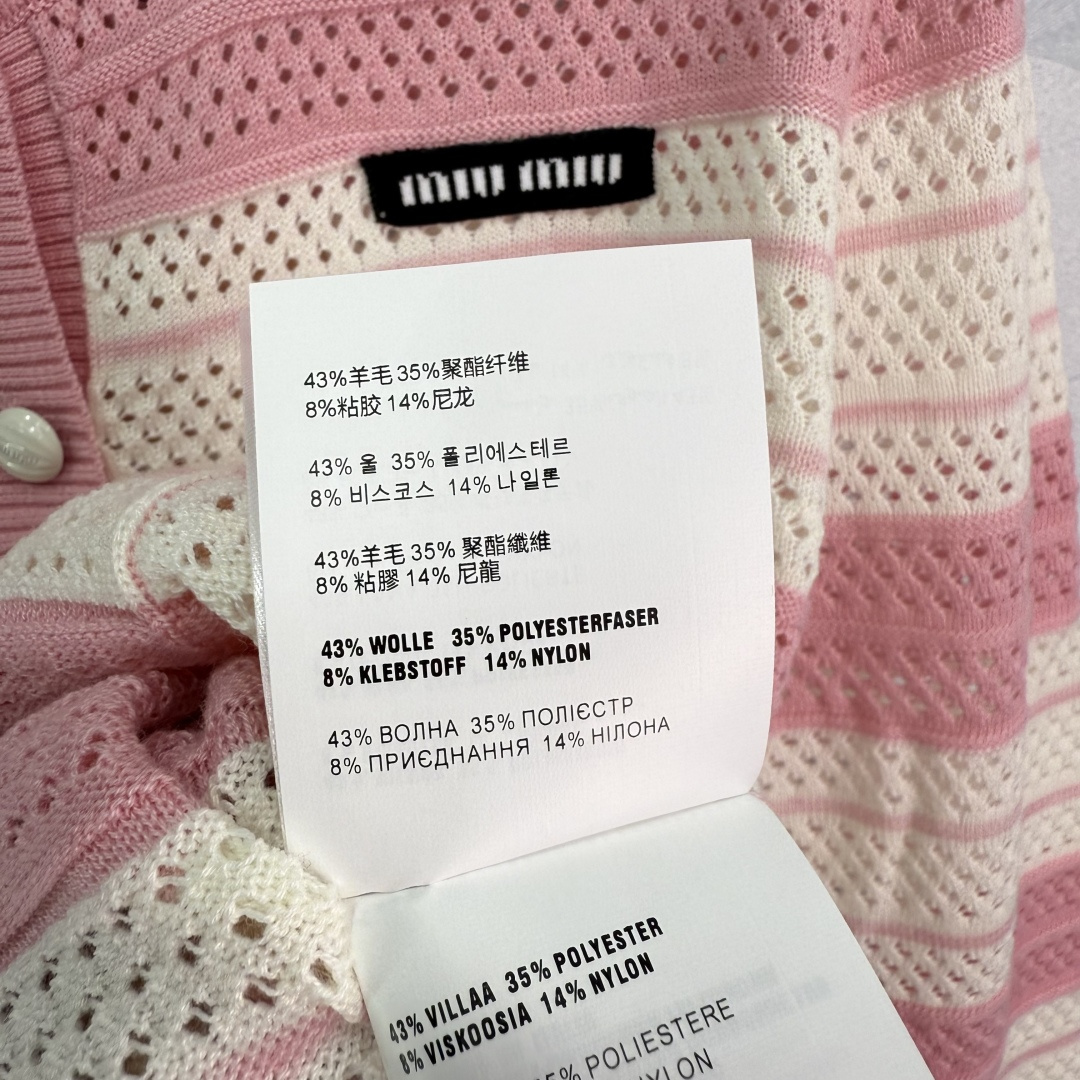 miu miu
43%羊毛 35%聚酯纤维
8%粘胶 14%尼龙
43% 울 35% 폴리에스테르
8% 비스코스 14% 나일론
43%羊毛 35% 聚酯纖維
8% 粘膠 14% 尼龍
43% WOLLE 35% POLYESTERFASER
8% KLEBSTOFF 14% NYLON
43% ВОЛНА 35% ПОЛІЄСТР
8% ПРИЄДНАННЯ 14% НІЛОНА
43% VILLAA 35% POLYESTER
8% VISKOOSIA 14% NYLON
POLIESTERE